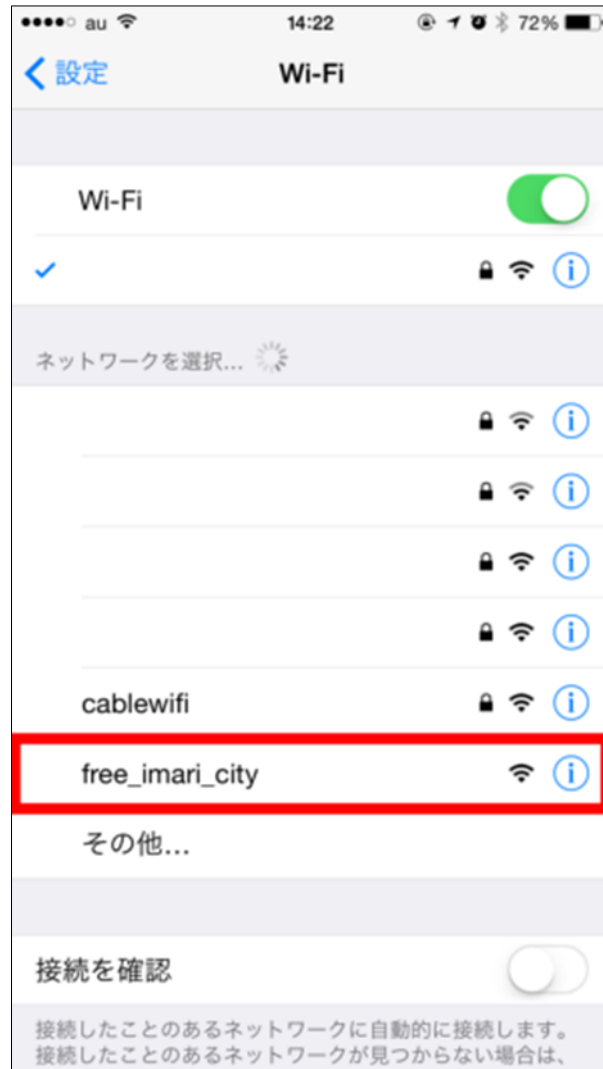 au 14:22 72%
設定 Wi-Fi
Wi-Fi
ネットワークを選択...
cablewifi
free_imari_city
その他...
接続を確認
接続したことのあるネットワークに自動的に接続します。
接続したことのあるネットワークが見つからない場合は、